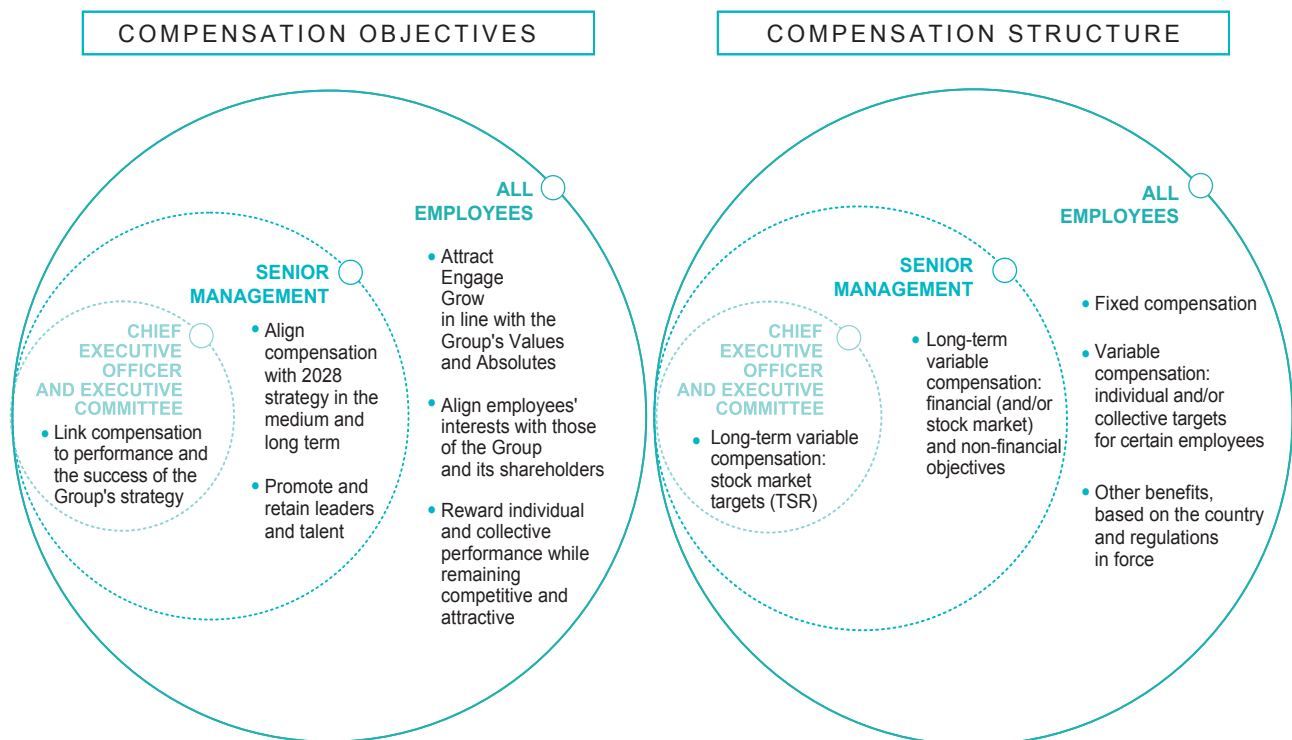 COMPENSATION OBJECTIVES
ALL
EMPLOYEES
• Attract
Engage
Grow
in line with the
Group's Values
and Absolutes
• Align employees'
interests with those
of the Group
and its shareholders
• Reward individual
and collective
performance while
remaining
competitive and
attractive
SENIOR
MANAGEMENT
• Align
compensation
with 2028
strategy in the
medium and
long term
• Promote and
retain leaders
and talent
CHIEF
EXECUTIVE
OFFICER
AND EXECUTIVE
COMMITTEE
• Link compensation
to performance and
the success of the
Group's strategy
COMPENSATION STRUCTURE
ALL
EMPLOYEES
• Fixed compensation
• Variable
compensation:
individual and/or
collective targets
for certain employees
• Other benefits,
based on the country
and regulations
in force
SENIOR
MANAGEMENT
• Long-term
variable
compensation:
financial (and/or
stock market)
and non-financial
objectives
CHIEF
EXECUTIVE
OFFICER
AND EXECUTIVE
COMMITTEE
• Long-term variable
compensation:
stock market
targets (TSR)